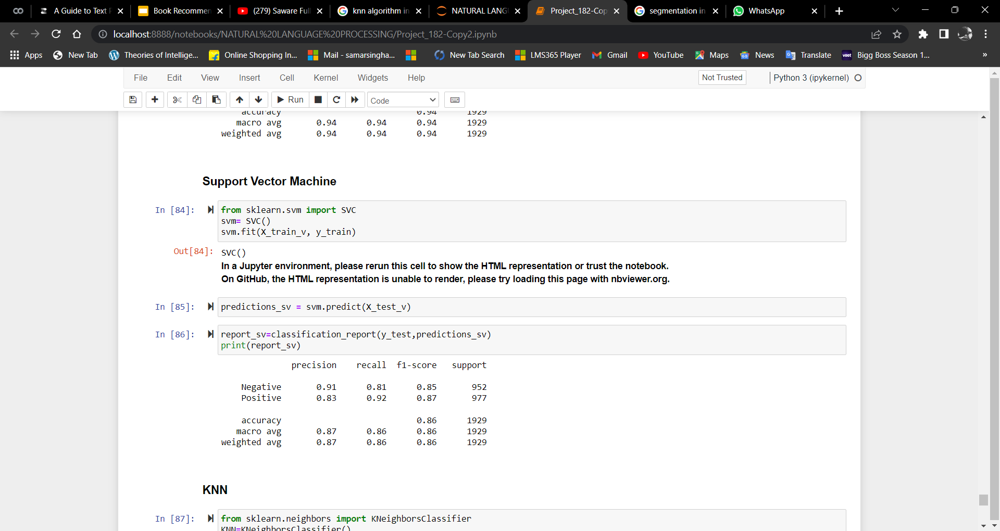 A Guide to Text P
Book Recommen
(279) Saware Full
knn algorithm in
NATURAL LANG
Project_182-Cop
segmentation in
WhatsApp
localhost:8888/notebooks/NATURAL%20LANGUAGE%20PROCESSING/Project_182-Copy2.ipynb
Apps
New Tab
Theories of Intellige...
Online Shopping In...
Mail - samarsingha...
New Tab Search
LMS365 Player
Gmail
YouTube
Maps
News
Translate
voot
Bigg Boss Season 1...
»
File Edit View Insert Cell Kernel Widgets Help
Not Trusted
Python 3 (ipykernel)
Run
Code
accuracy 0.94 1929
macro avg 0.94 0.94 0.94 1929
weighted avg 0.94 0.94 0.94 1929
Support Vector Machine
In [84]:
from sklearn.svm import SVC
svm= SVC()
svm.fit(X_train_v, y_train)
Out[84]:
SVC()
In a Jupyter environment, please rerun this cell to show the HTML representation or trust the notebook.
On GitHub, the HTML representation is unable to render, please try loading this page with nbviewer.org.
In [85]:
predictions_sv = svm.predict(X_test_v)
In [86]:
report_sv=classification_report(y_test,predictions_sv)
print(report_sv)
precision recall f1-score support
Negative 0.91 0.81 0.85 952
Positive 0.83 0.92 0.87 977
accuracy 0.86 1929
macro avg 0.87 0.86 0.86 1929
weighted avg 0.87 0.86 0.86 1929
KNN
In [87]:
from sklearn.neighbors import KNeighborsClassifier
KNN=KNeighborsClassifier()